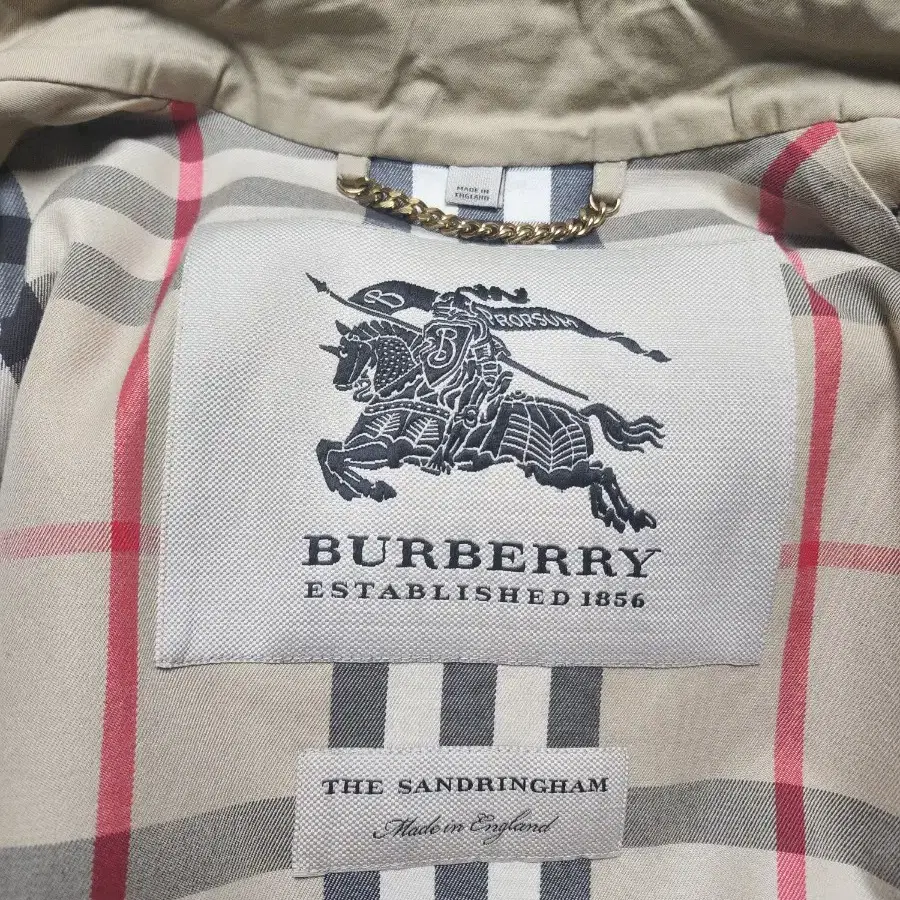 MADE IN
ENGLAND
B
PRORSUM
B
BURBERRY
ESTABLISHED 1856
THE SANDRINGHAM
Made in England